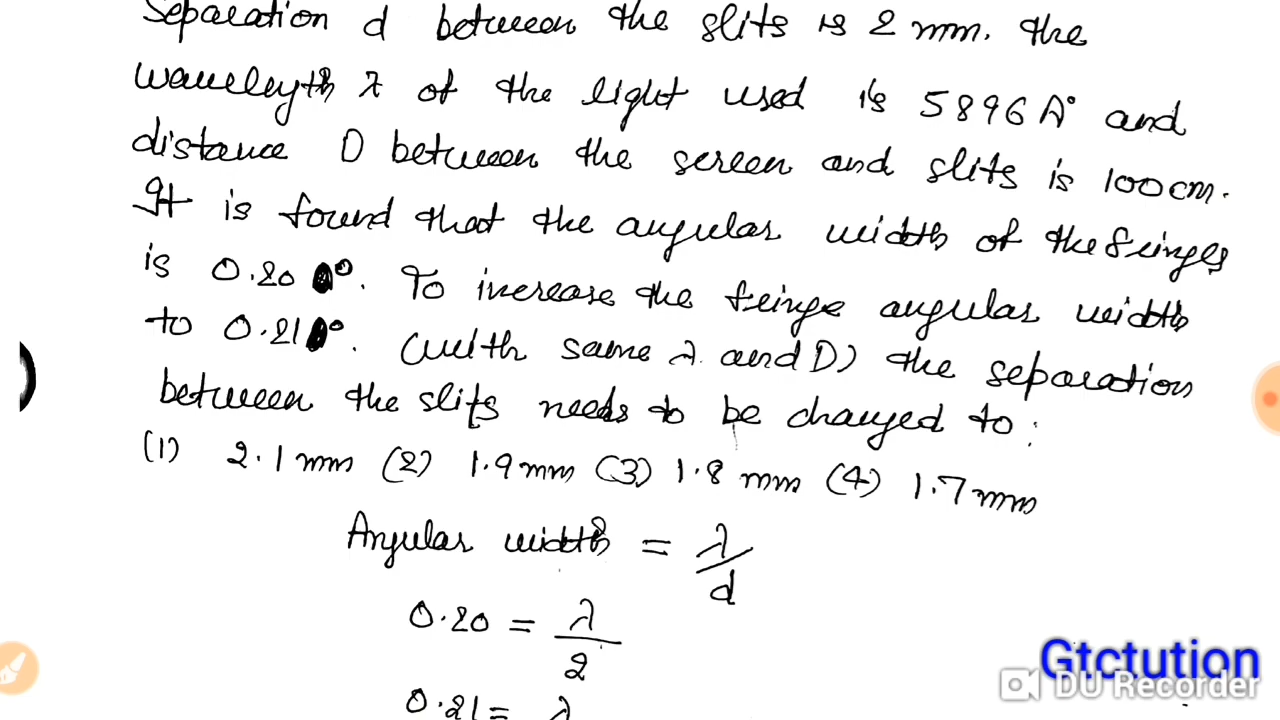 Separation d between the slits is 2 mm. The
wavelength λ of the light used is 5896 A° and
distance D between the screen and slits is 100 cm.
It is found that the angular width of the fringes
is 0.20°. To increase the fringe angular width
to 0.21°. (with same λ and D) the separation
between the slits needs to be changed to:
(1) 2.1 mm (2) 1.9 mm (3) 1.8 mm (4) 1.7 mm
Angular width = λ/d
0.20 = λ/2
0.21 = λ
Gtctution
DU Recorder